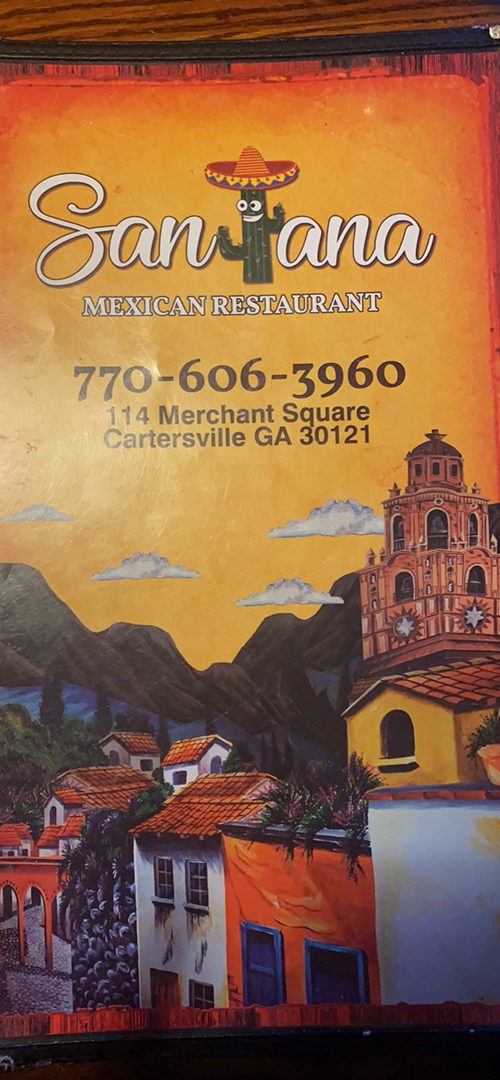 Santana
MEXICAN RESTAURANT
770-606-3960
114 Merchant Square
Cartersville GA 30121